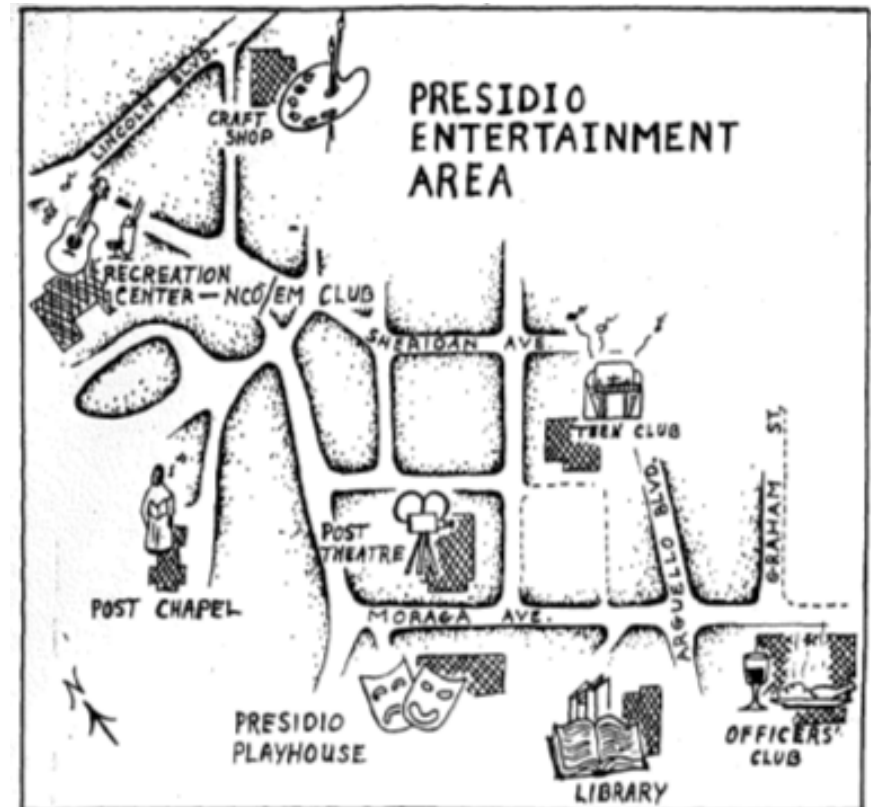 PRESIDIO
ENTERTAINMENT
AREA
LINCOLN BLVD.
CRAFT
SHOP
RECREATION
CENTER — NCO/EM CLUB
SHERIDAN AVE.
TEEN CLUB
GRAHAM ST.
ARGUELLO BLVD.
POST
THEATRE
POST CHAPEL
MORAGA AVE.
N
PRESIDIO
PLAYHOUSE
LIBRARY
OFFICERS'
CLUB